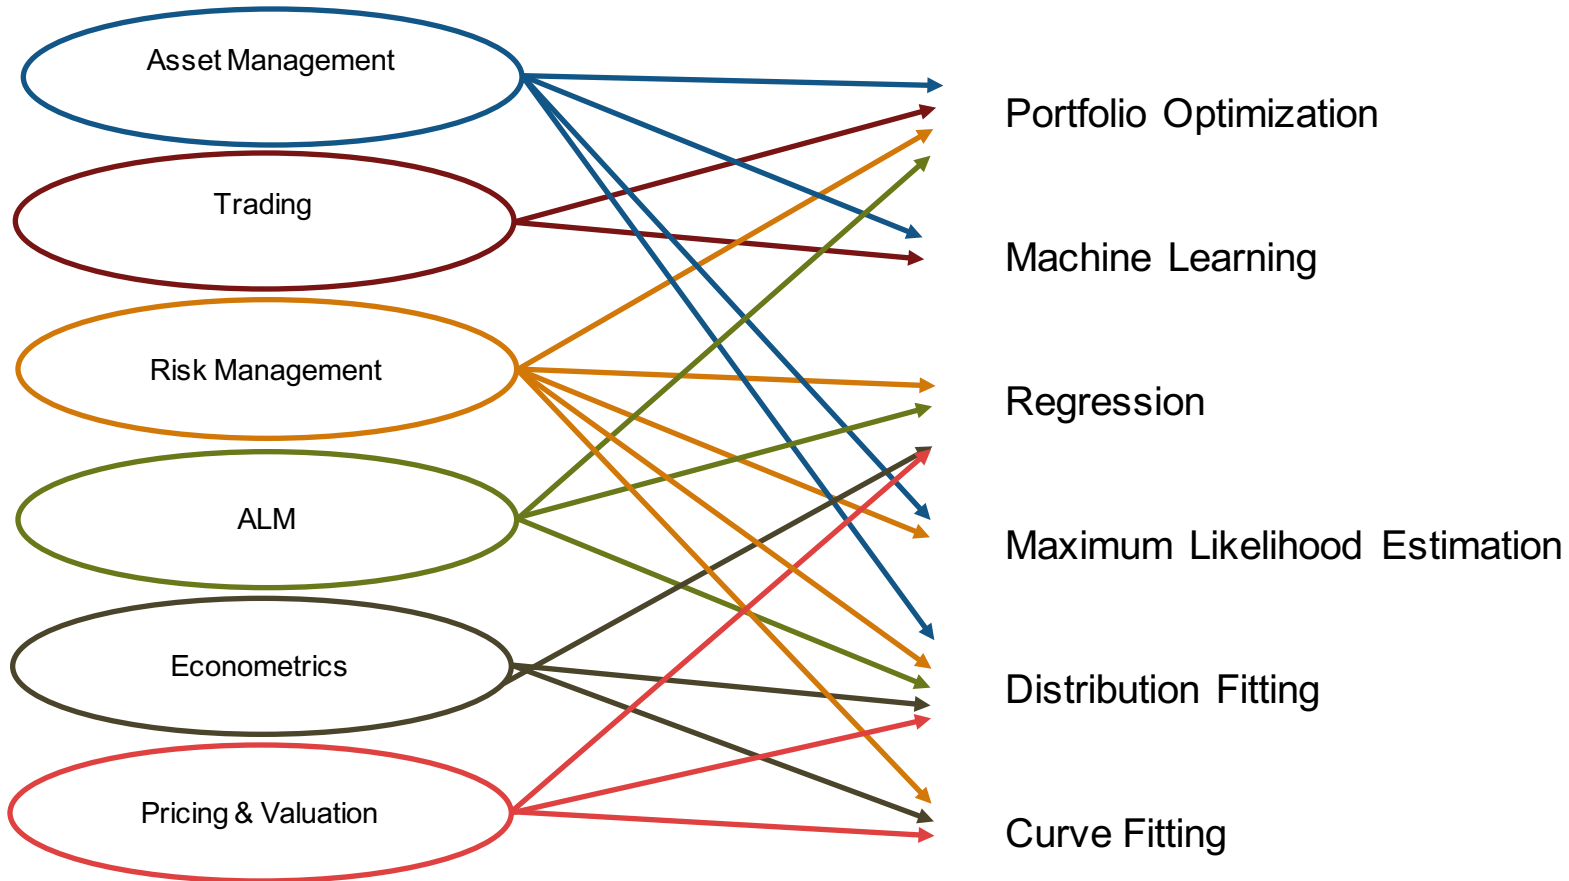 Asset Management
Trading
Risk Management
ALM
Econometrics
Pricing & Valuation
Portfolio Optimization
Machine Learning
Regression
Maximum Likelihood Estimation
Distribution Fitting
Curve Fitting